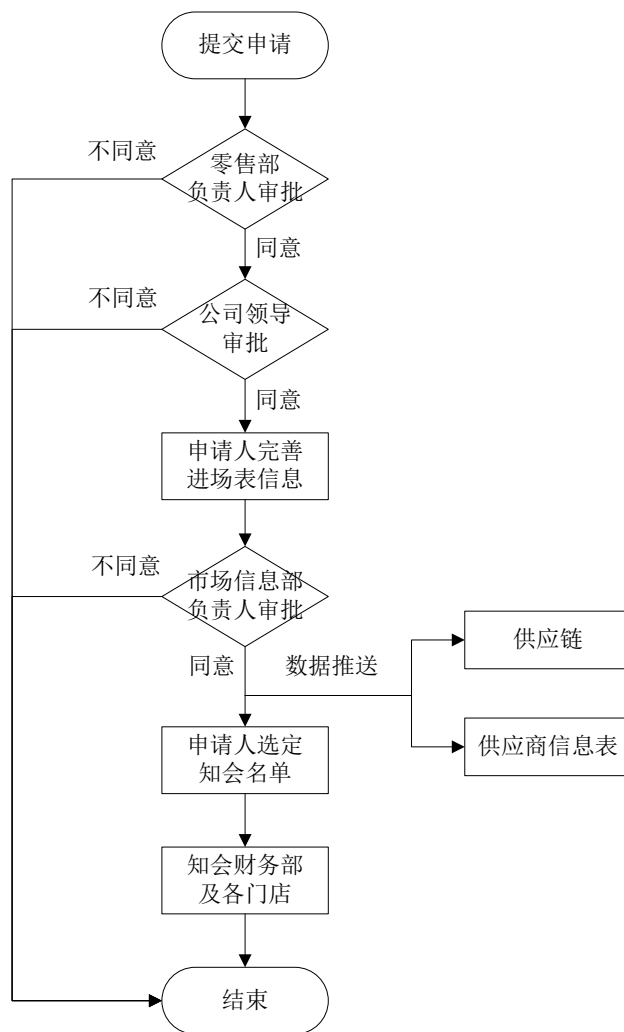 提交申请
不同意
零售部
负责人审批
同意
不同意
公司领导
审批
同意
申请人完善
进场表信息
不同意
市场信息部
负责人审批
同意
数据推送
供应链
供应商信息表
申请人选定
知会名单
知会财务部
及各门店
结束